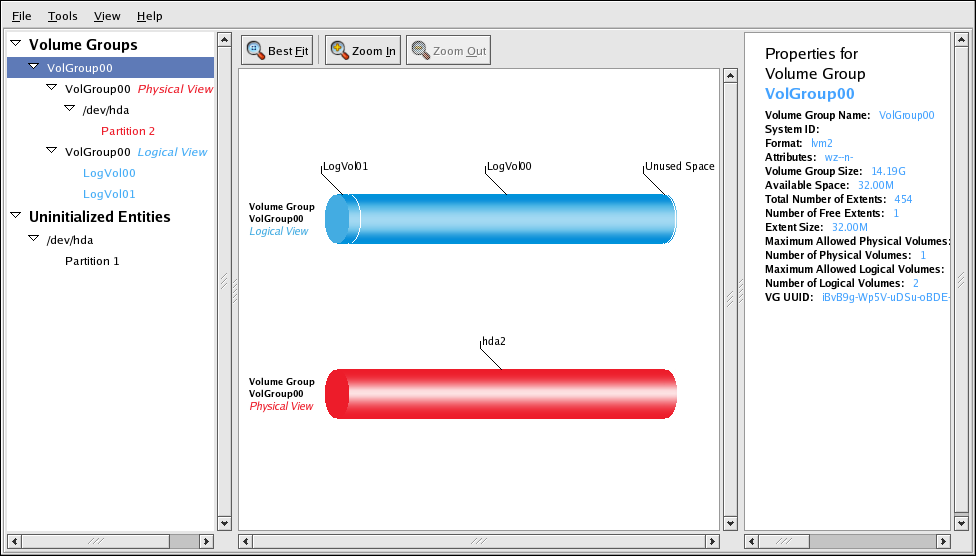 File Tools View Help
Volume Groups
VolGroup00
VolGroup00 Physical View
/dev/hda
Partition 2
VolGroup00 Logical View
LogVol00
LogVol01
Uninitialized Entities
/dev/hda
Partition 1
Best Fit Zoom In Zoom Out
LogVol01 LogVol00 Unused Space
Volume Group
VolGroup00
Logical View
hda2
Volume Group
VolGroup00
Physical View
Properties for
Volume Group
VolGroup00
Volume Group Name: VolGroup00
System ID:
Format: lvm2
Attributes: wz--n-
Volume Group Size: 14.19G
Available Space: 32.00M
Total Number of Extents: 454
Number of Free Extents: 1
Extent Size: 32.00M
Maximum Allowed Physical Volumes:
Number of Physical Volumes: 1
Maximum Allowed Logical Volumes:
Number of Logical Volumes: 2
VG UUID: iBvB9g-Wp5V-uDSu-oBDE-